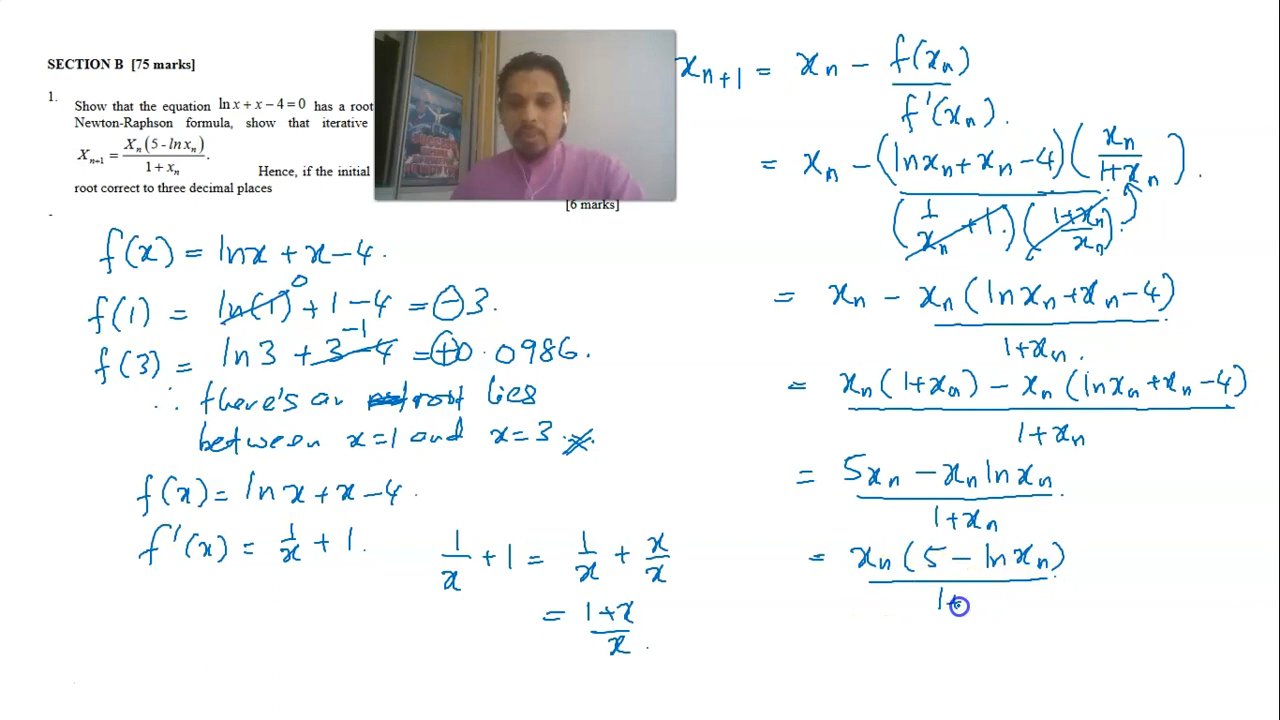 SECTION B [75 marks]
1.
Show that the equation ln x + x − 4 = 0 has a root
Newton-Raphson formula, show that iterative
X_{n+1} = X_n (5 - ln x_n) / (1 + x_n) .
Hence, if the initial
root correct to three decimal places
[6 marks]
f(x) = ln x + x − 4 .
f(1) = ln(1) 0 + 1 − 4 = − 3 .
f(3) = ln 3 + 3 − 4 −1 = + 0.0986 .
∴ there's a root lies
between x = 1 and x = 3 .
f(x) = ln x + x − 4 .
f'(x) = 1/x + 1 .
1/x + 1 = 1/x + x/x
= (1+x)/x .
x_{n+1} = x_n − f(x_n) / f'(x_n) .
= x_n − (ln x_n + x_n − 4) (x_n / (1+x_n)) / (1/x_n + 1) ((1+x_n)/x_n) .
= x_n − x_n (ln x_n + x_n − 4) / (1+x_n) .
= x_n (1+x_n) − x_n (ln x_n + x_n − 4) / (1+x_n)
= 5x_n − x_n ln x_n / (1+x_n) .
= x_n (5 − ln x_n) / 1+